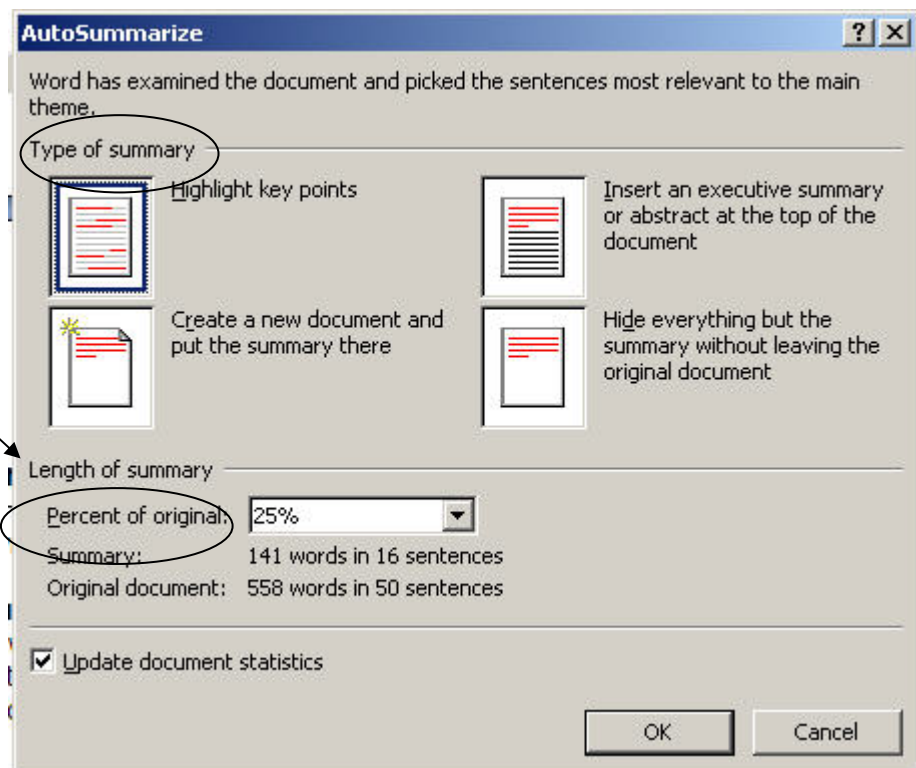 AutoSummarize
Word has examined the document and picked the sentences most relevant to the main
theme.
Type of summary
Highlight key points
Insert an executive summary
or abstract at the top of the
document
Create a new document and
put the summary there
Hide everything but the
summary without leaving the
original document
Length of summary
Percent of original: 25%
Summary: 141 words in 16 sentences
Original document: 558 words in 50 sentences
Update document statistics
OK Cancel